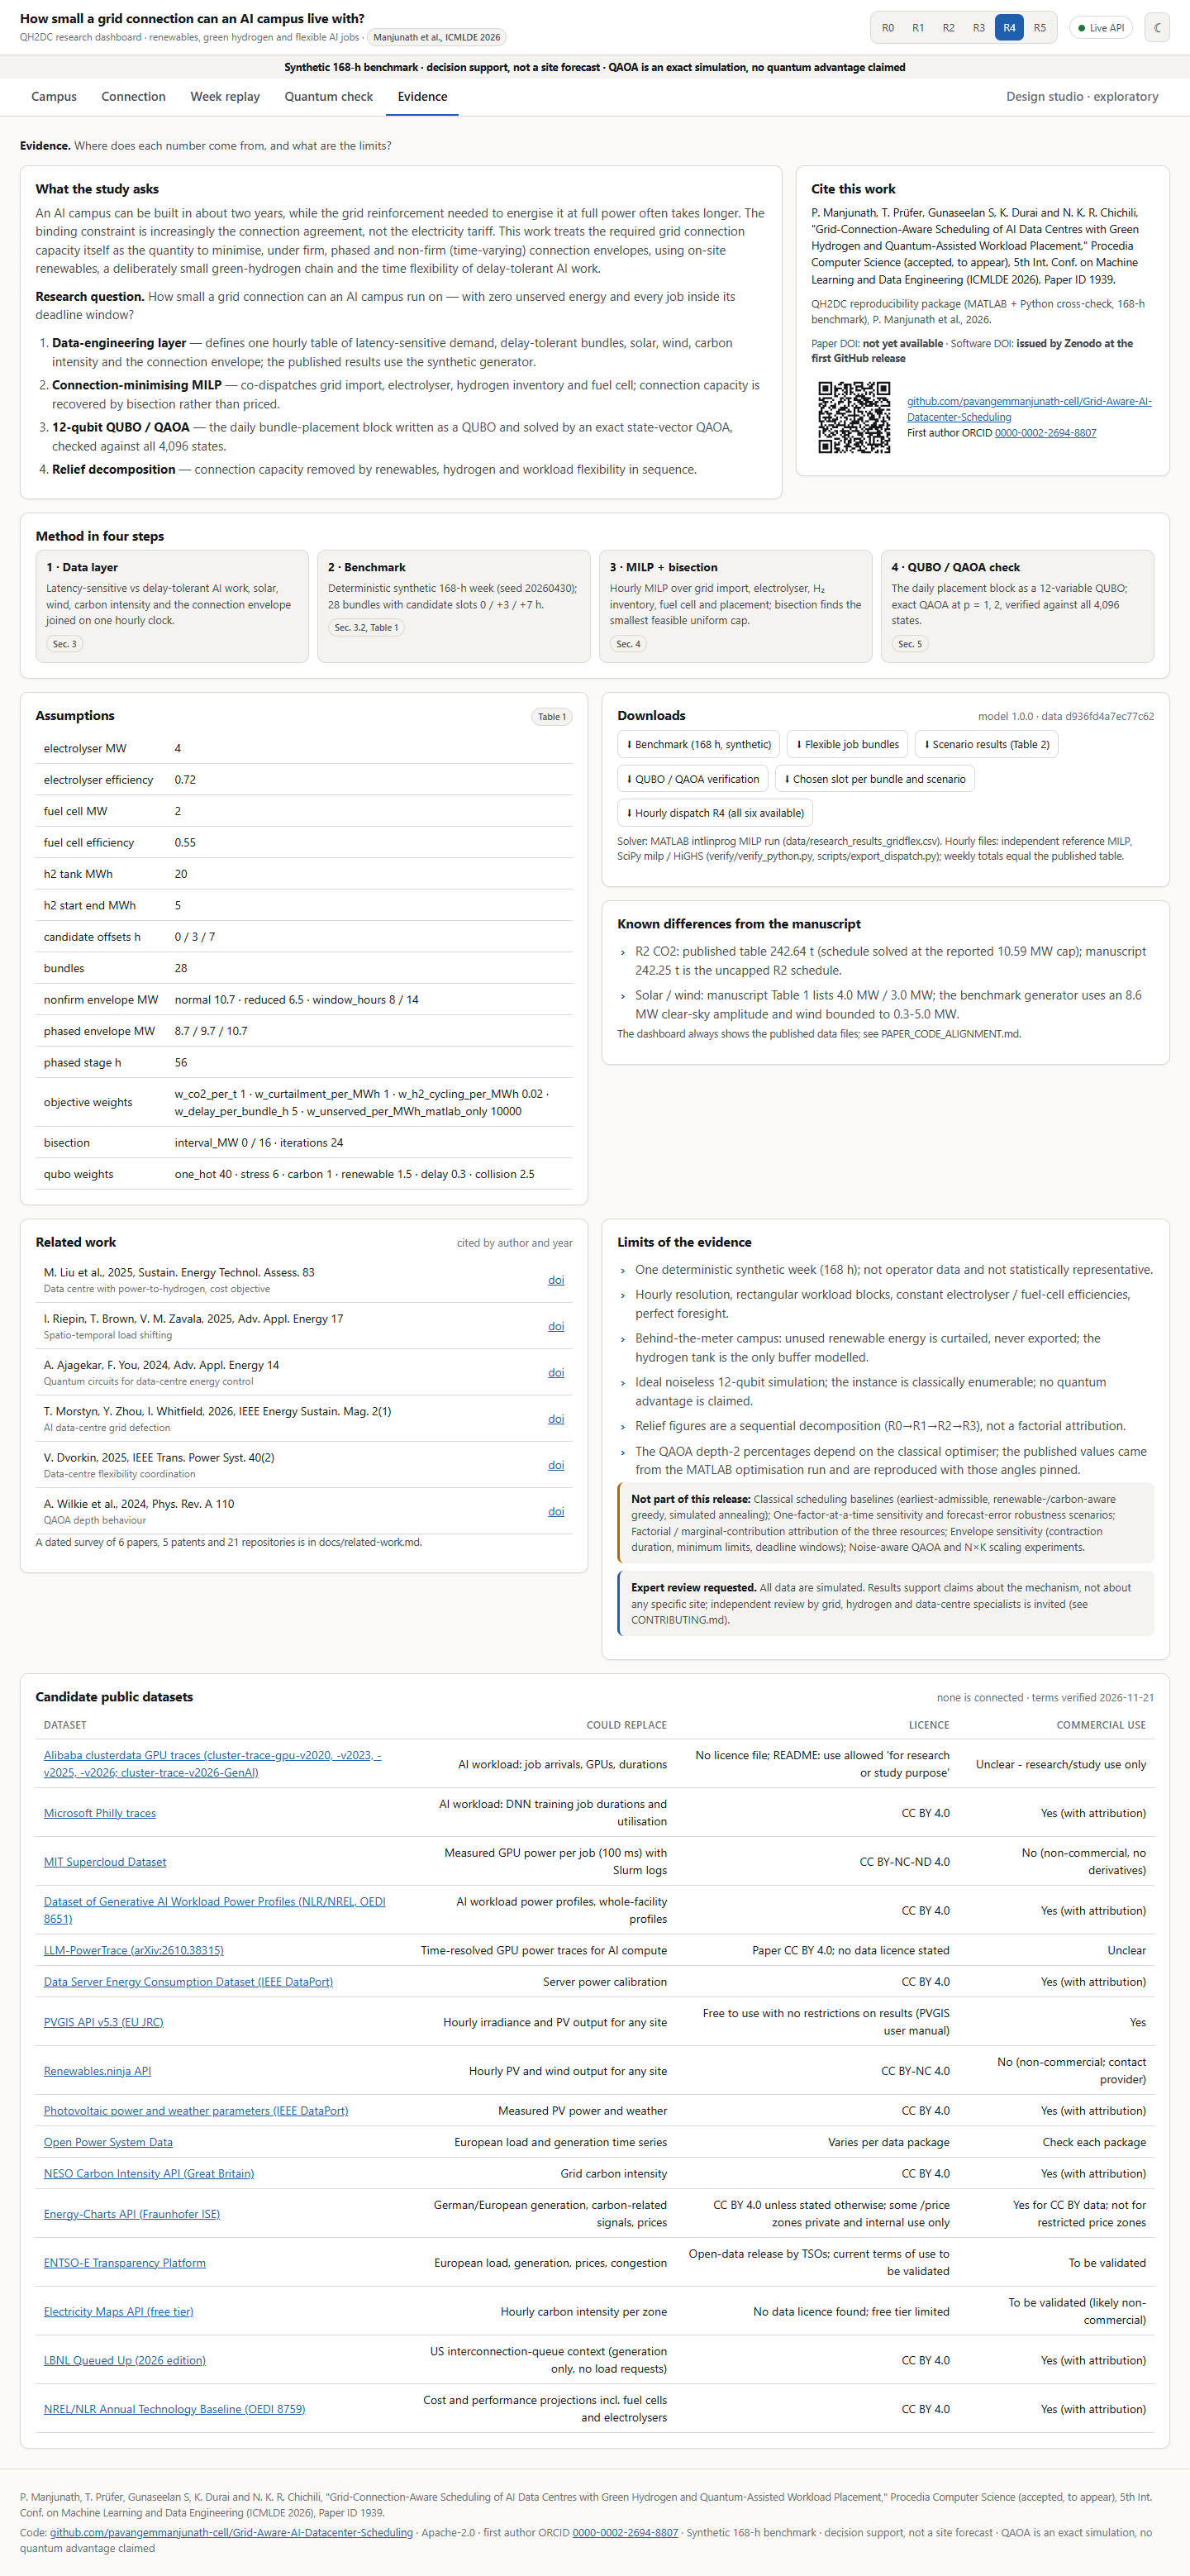 How small a grid connection can an AI campus live with?
QH2DC research dashboard · renewables, green hydrogen and flexible AI jobs · Manjunath et al., ICMLDE 2026
R0 R1 R2 R3 R4 R5
Live API
Synthetic 168-h benchmark · decision support, not a site forecast · QAOA is an exact simulation, no quantum advantage claimed
Campus Connection Week replay Quantum check Evidence
Design studio · exploratory
Evidence. Where does each number come from, and what are the limits?
What the study asks
An AI campus can be built in about two years, while the grid reinforcement needed to energise it at full power often takes longer. The
binding constraint is increasingly the connection agreement, not the electricity tariff. This work treats the required grid connection
capacity itself as the quantity to minimise, under firm, phased and non-firm (time-varying) connection envelopes, using on-site
renewables, a deliberately small green-hydrogen chain and the time flexibility of delay-tolerant AI work.
Research question. How small a grid connection can an AI campus run on — with zero unserved energy and every job inside its
deadline window?
1. Data-engineering layer — defines one hourly table of latency-sensitive demand, delay-tolerant bundles, solar, wind, carbon
intensity and the connection envelope; the published results use the synthetic generator.
2. Connection-minimising MILP — co-dispatches grid import, electrolyser, hydrogen inventory and fuel cell; connection capacity is
recovered by bisection rather than priced.
3. 12-qubit QUBO / QAOA — the daily bundle-placement block written as a QUBO and solved by an exact state-vector QAOA,
checked against all 4,096 states.
4. Relief decomposition — connection capacity removed by renewables, hydrogen and workload flexibility in sequence.
Cite this work
P. Manjunath, T. Prüfer, Gunaseelan S, K. Durai and N. K. R. Chichili,
"Grid-Connection-Aware Scheduling of AI Data Centres with Green
Hydrogen and Quantum-Assisted Workload Placement," Procedia
Computer Science (accepted, to appear), 5th Int. Conf. on Machine
Learning and Data Engineering (ICMLDE 2026), Paper ID 1939.
QH2DC reproducibility package (MATLAB + Python cross-check, 168-h
benchmark), P. Manjunath et al., 2026.
Paper DOI: not yet available · Software DOI: issued by Zenodo at the
first GitHub release
github.com/pavangemmanjunath-cell/Grid-Aware-AI-
Datacenter-Scheduling
First author ORCID 0000-0002-2694-8807
Method in four steps
1 · Data layer
Latency-sensitive vs delay-tolerant AI work, solar,
wind, carbon intensity and the connection envelope
joined on one hourly clock.
Sec. 3
2 · Benchmark
Deterministic synthetic 168-h week (seed 20260430);
28 bundles with candidate slots 0 / +3 / +7 h.
Sec. 3.2, Table 1
3 · MILP + bisection
Hourly MILP over grid import, electrolyser, H₂
inventory, fuel cell and placement; bisection finds the
smallest feasible uniform cap.
Sec. 4
4 · QUBO / QAOA check
The daily placement block as a 12-variable QUBO;
exact QAOA at p = 1, 2, verified against all 4,096
states.
Sec. 5
Assumptions
Table 1
electrolyser MW 4
electrolyser efficiency 0.72
fuel cell MW 2
fuel cell efficiency 0.55
h2 tank MWh 20
h2 start end MWh 5
candidate offsets h 0 / 3 / 7
bundles 28
nonfirm envelope MW normal 10.7 · reduced 6.5 · window_hours 8 / 14
phased envelope MW 8.7 / 9.7 / 10.7
phased stage h 56
objective weights w_co2_per_t 1 · w_curtailment_per_MWh 1 · w_h2_cycling_per_MWh 0.02 ·
w_delay_per_bundle_h 5 · w_unserved_per_MWh_matlab_only 10000
bisection interval_MW 0 / 16 · iterations 24
qubo weights one_hot 40 · stress 6 · carbon 1 · renewable 1.5 · delay 0.3 · collision 2.5
Downloads
model 1.0.0 · data d936fd4a7ec77c62
⬇ Benchmark (168 h, synthetic) ⬇ Flexible job bundles ⬇ Scenario results (Table 2)
⬇ QUBO / QAOA verification ⬇ Chosen slot per bundle and scenario
⬇ Hourly dispatch R4 (all six available)
Solver: MATLAB intlinprog MILP run (data/research_results_gridflex.csv). Hourly files: independent reference MILP,
SciPy milp / HiGHS (verify/verify_python.py, scripts/export_dispatch.py); weekly totals equal the published table.
Known differences from the manuscript
› R2 CO2: published table 242.64 t (schedule solved at the reported 10.59 MW cap); manuscript
242.25 t is the uncapped R2 schedule.
› Solar / wind: manuscript Table 1 lists 4.0 MW / 3.0 MW; the benchmark generator uses an 8.6
MW clear-sky amplitude and wind bounded to 0.3-5.0 MW.
The dashboard always shows the published data files; see PAPER_CODE_ALIGNMENT.md.
Related work
cited by author and year
M. Liu et al., 2025, Sustain. Energy Technol. Assess. 83
Data centre with power-to-hydrogen, cost objective
doi
I. Riepin, T. Brown, V. M. Zavala, 2025, Adv. Appl. Energy 17
Spatio-temporal load shifting
doi
A. Ajagekar, F. You, 2024, Adv. Appl. Energy 14
Quantum circuits for data-centre energy control
doi
T. Morstyn, Y. Zhou, I. Whitfield, 2026, IEEE Energy Sustain. Mag. 2(1)
AI data-centre grid defection
doi
V. Dvorkin, 2025, IEEE Trans. Power Syst. 40(2)
Data-centre flexibility coordination
doi
A. Wilkie et al., 2024, Phys. Rev. A 110
QAOA depth behaviour
doi
A dated survey of 6 papers, 5 patents and 21 repositories is in docs/related-work.md.
Limits of the evidence
› One deterministic synthetic week (168 h); not operator data and not statistically representative.
› Hourly resolution, rectangular workload blocks, constant electrolyser / fuel-cell efficiencies,
perfect foresight.
› Behind-the-meter campus: unused renewable energy is curtailed, never exported; the
hydrogen tank is the only buffer modelled.
› Ideal noiseless 12-qubit simulation; the instance is classically enumerable; no quantum
advantage is claimed.
› Relief figures are a sequential decomposition (R0→R1→R2→R3), not a factorial attribution.
› The QAOA depth-2 percentages depend on the classical optimiser; the published values came
from the MATLAB optimisation run and are reproduced with those angles pinned.
Not part of this release: Classical scheduling baselines (earliest-admissible, renewable-/carbon-aware
greedy, simulated annealing); One-factor-at-a-time sensitivity and forecast-error robustness scenarios;
Factorial / marginal-contribution attribution of the three resources; Envelope sensitivity (contraction
duration, minimum limits, deadline windows); Noise-aware QAOA and N×K scaling experiments.
Expert review requested. All data are simulated. Results support claims about the mechanism, not about
any specific site; independent review by grid, hydrogen and data-centre specialists is invited (see
CONTRIBUTING.md).
Candidate public datasets
none is connected · terms verified 2026-11-21
DATASET COULD REPLACE LICENCE COMMERCIAL USE
Alibaba clusterdata GPU traces (cluster-trace-gpu-v2020, -v2023, -
v2025, -v2026; cluster-trace-v2026-GenAI)
AI workload: job arrivals, GPUs, durations
No licence file; README: use allowed 'for research
or study purpose'
Unclear - research/study use only
Microsoft Philly traces
AI workload: DNN training job durations and
utilisation
CC BY 4.0
Yes (with attribution)
MIT Supercloud Dataset
Measured GPU power per job (100 ms) with
Slurm logs
CC BY-NC-ND 4.0
No (non-commercial, no
derivatives)
Dataset of Generative AI Workload Power Profiles (NLR/NREL, OEDI
8651)
AI workload power profiles, whole-facility
profiles
CC BY 4.0
Yes (with attribution)
LLM-PowerTrace (arXiv:2610.38315)
Time-resolved GPU power traces for AI compute
Paper CC BY 4.0; no data licence stated
Unclear
Data Server Energy Consumption Dataset (IEEE DataPort)
Server power calibration
CC BY 4.0
Yes (with attribution)
PVGIS API v5.3 (EU JRC)
Hourly irradiance and PV output for any site
Free to use with no restrictions on results (PVGIS
user manual)
Yes
Renewables.ninja API
Hourly PV and wind output for any site
CC BY-NC 4.0
No (non-commercial; contact
provider)
Photovoltaic power and weather parameters (IEEE DataPort)
Measured PV power and weather
CC BY 4.0
Yes (with attribution)
Open Power System Data
European load and generation time series
Varies per data package
Check each package
NESO Carbon Intensity API (Great Britain)
Grid carbon intensity
CC BY 4.0
Yes (with attribution)
Energy-Charts API (Fraunhofer ISE)
German/European generation, carbon-related
signals, prices
CC BY 4.0 unless stated otherwise; some /price
zones private and internal use only
Yes for CC BY data; not for
restricted price zones
ENTSO-E Transparency Platform
European load, generation, prices, congestion
Open-data release by TSOs; current terms of use to
be validated
To be validated
Electricity Maps API (free tier)
Hourly carbon intensity per zone
No data licence found; free tier limited
To be validated (likely non-
commercial)
LBNL Queued Up (2026 edition)
US interconnection-queue context (generation
only, no load requests)
CC BY 4.0
Yes (with attribution)
NREL/NLR Annual Technology Baseline (OEDI 8759)
Cost and performance projections incl. fuel cells
and electrolysers
CC BY 4.0
Yes (with attribution)
P. Manjunath, T. Prüfer, Gunaseelan S, K. Durai and N. K. R. Chichili, "Grid-Connection-Aware Scheduling of AI Data Centres with Green Hydrogen and Quantum-Assisted Workload Placement," Procedia Computer Science (accepted, to appear), 5th Int.
Conf. on Machine Learning and Data Engineering (ICMLDE 2026), Paper ID 1939.
Code: github.com/pavangemmanjunath-cell/Grid-Aware-AI-Datacenter-Scheduling · Apache-2.0 · first author ORCID 0000-0002-2694-8807 · Synthetic 168-h benchmark · decision support, not a site forecast · QAOA is an exact simulation, no
quantum advantage claimed